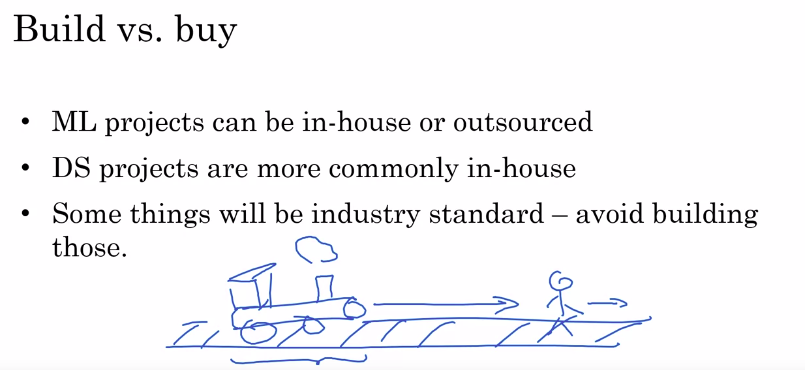 Build vs. buy
• ML projects can be in-house or outsourced
• DS projects are more commonly in-house
• Some things will be industry standard – avoid building
those.